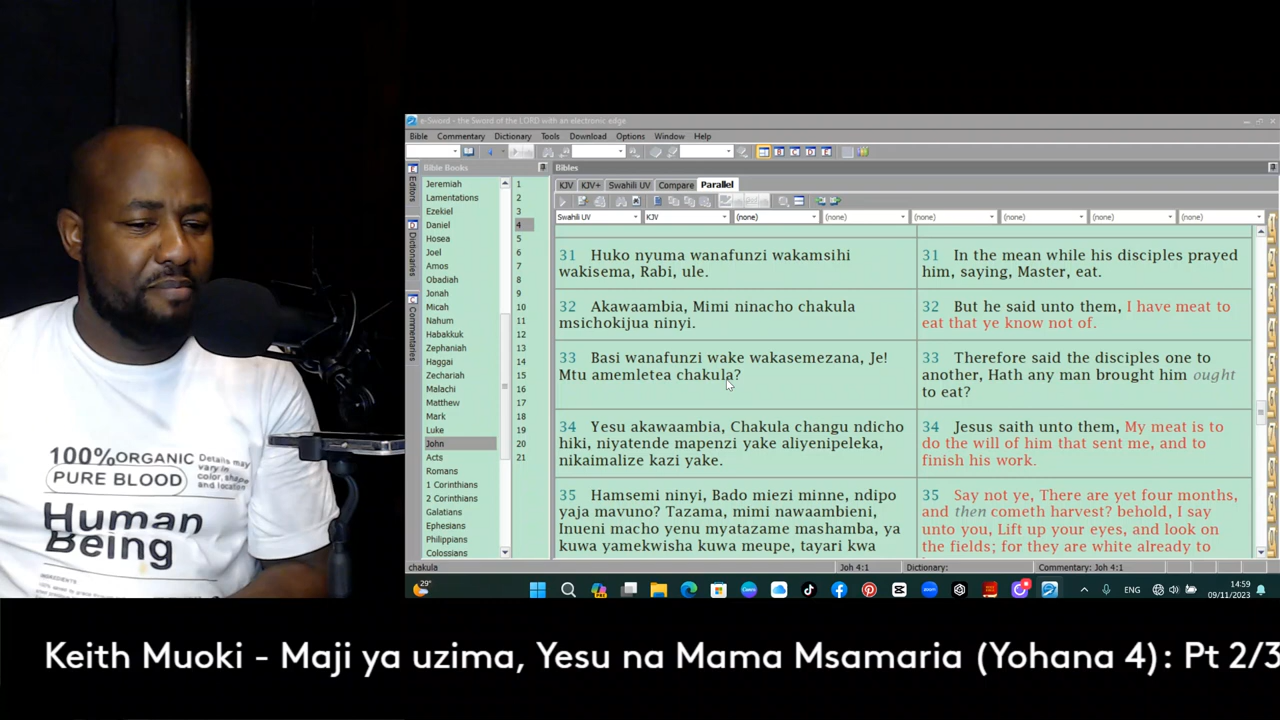 e-Sword - the Sword of the LORD with an electronic edge
Bible Commentary Dictionary Tools Download Options Window Help
Bible Books
Bibles
Editors
Dictionaries
Commentaries
Jeremiah
Lamentations
Ezekiel
Daniel
Hosea
Joel
Amos
Obadiah
Jonah
Micah
Nahum
Habakkuk
Zephaniah
Haggai
Zechariah
Malachi
Matthew
Mark
Luke
John
Acts
Romans
1 Corinthians
2 Corinthians
Galatians
Ephesians
Philippians
Colossians
1
2
3
4
5
6
7
8
9
10
11
12
13
14
15
16
17
18
19
20
21
KJV KJV+ Swahili UV Compare Parallel
Swahili UV KJV (none) (none) (none) (none) (none) (none)
31 Huko nyuma wanafunzi wakamsihi
wakisema, Rabi, ule.
32 Akawaambia, Mimi ninacho chakula
msichokijua ninyi.
33 Basi wanafunzi wake wakasemezana, Je!
Mtu amemletea chakula?
34 Yesu akawaambia, Chakula changu ndicho
hiki, niyatende mapenzi yake aliyenipeleka,
nikaimalize kazi yake.
35 Hamsemi ninyi, Bado miezi minne, ndipo
yaja mavuno? Tazama, mimi nawaambieni,
Inueni macho yenu myatazame mashamba, ya
kuwa yamekwisha kuwa meupe, tayari kwa
31 In the mean while his disciples prayed
him, saying, Master, eat.
32 But he said unto them, I have meat to
eat that ye know not of.
33 Therefore said the disciples one to
another, Hath any man brought him ought
to eat?
34 Jesus saith unto them, My meat is to
do the will of him that sent me, and to
finish his work.
35 Say not ye, There are yet four months,
and then cometh harvest? behold, I say
unto you, Lift up your eyes, and look on
the fields; for they are white already to
chakula
Joh 4:1
Dictionary:
Commentary: Joh 4:1
29°
ENG
14:59
09/11/2023
100% ORGANIC
PURE BLOOD
Details may
vary in
color, shape
and location
Human
Being
INGREDIENTS
Keith Muoki - Maji ya uzima, Yesu na Mama Msamaria (Yohana 4): Pt 2/3